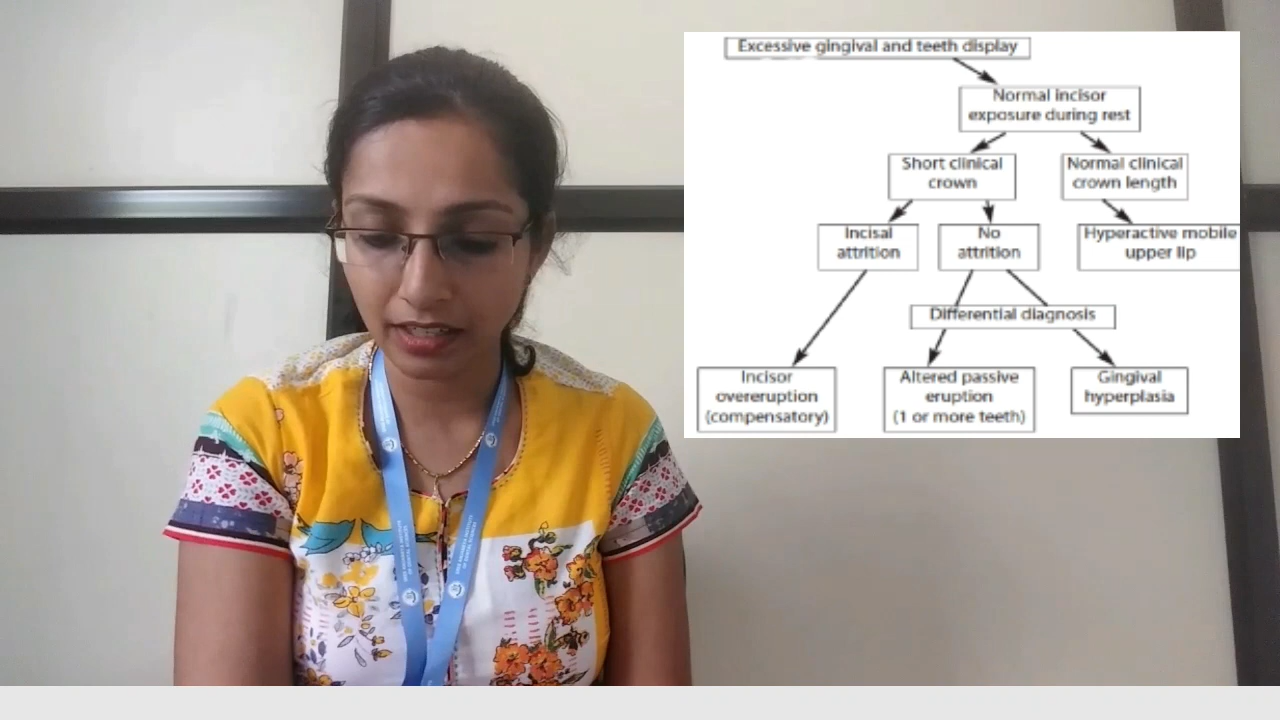 Excessive gingival and teeth display
Normal incisor
exposure during rest
Short clinical
crown
Normal clinical
crown length
Incisal
attrition
No
attrition
Hyperactive mobile
upper lip
Differential diagnosis
Incisor
overeruption
(compensatory)
Altered passive
eruption
(1 or more teeth)
Gingival
hyperplasia